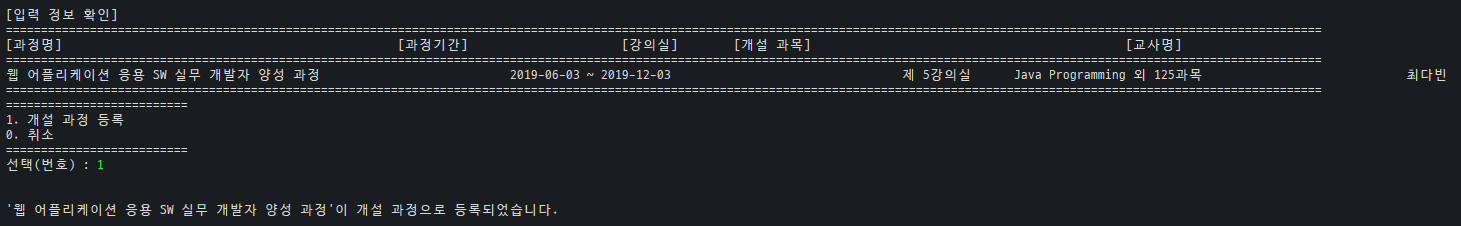 [입력 정보 확인]
============================================================================================================================================================================================
[과정명] [과정기간] [강의실] [개설 과목] [교사명]
============================================================================================================================================================================================
웹 어플리케이션 응용 SW 실무 개발자 양성 과정 2019-06-03 ~ 2019-12-03 제 5강의실 Java Programming 외 125과목 최다빈
============================================================================================================================================================================================
==========================
1. 개설 과정 등록
0. 취소
==========================
선택(번호) : 1
'웹 어플리케이션 응용 SW 실무 개발자 양성 과정'이 개설 과정으로 등록되었습니다.